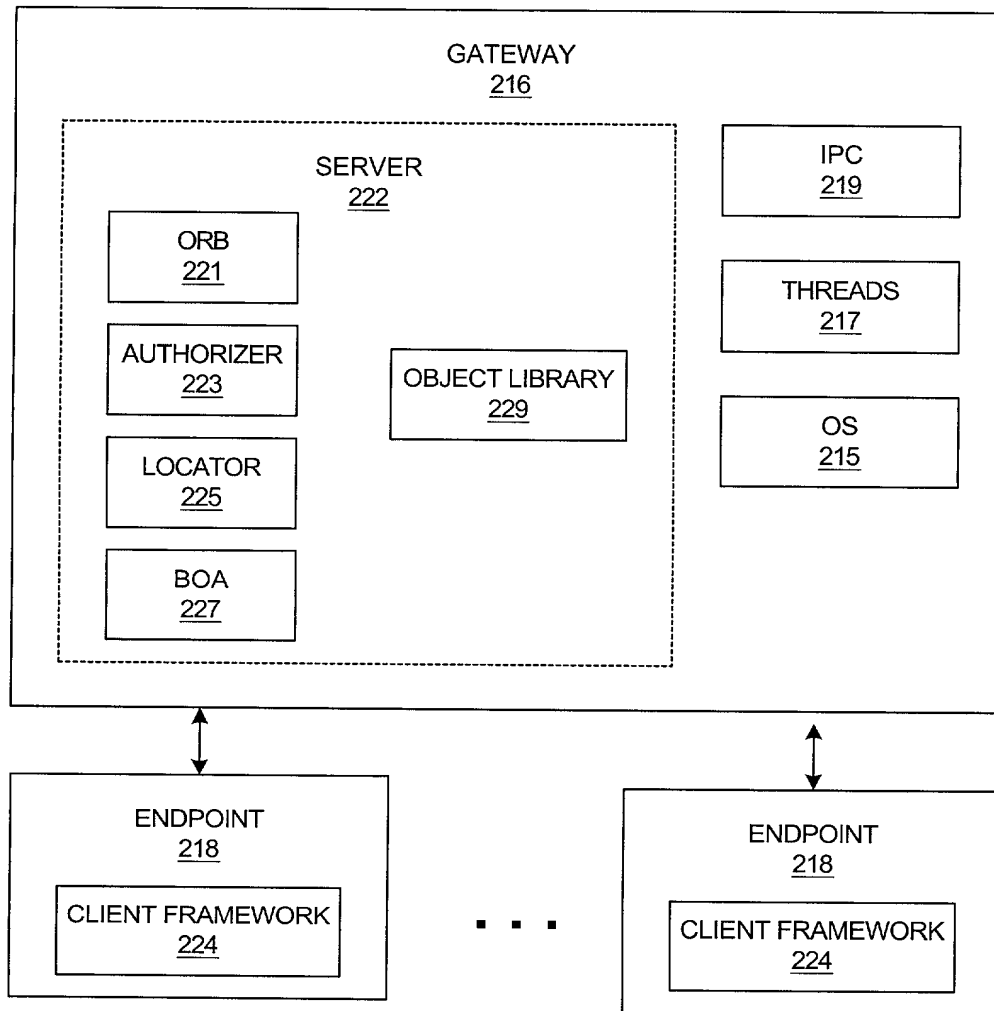 GATEWAY
216
SERVER
222
ORB
221
AUTHORIZER
223
LOCATOR
225
BOA
227
OBJECT LIBRARY
229
IPC
219
THREADS
217
OS
215
ENDPOINT
218
CLIENT FRAMEWORK
224
. . .
ENDPOINT
218
CLIENT FRAMEWORK
224